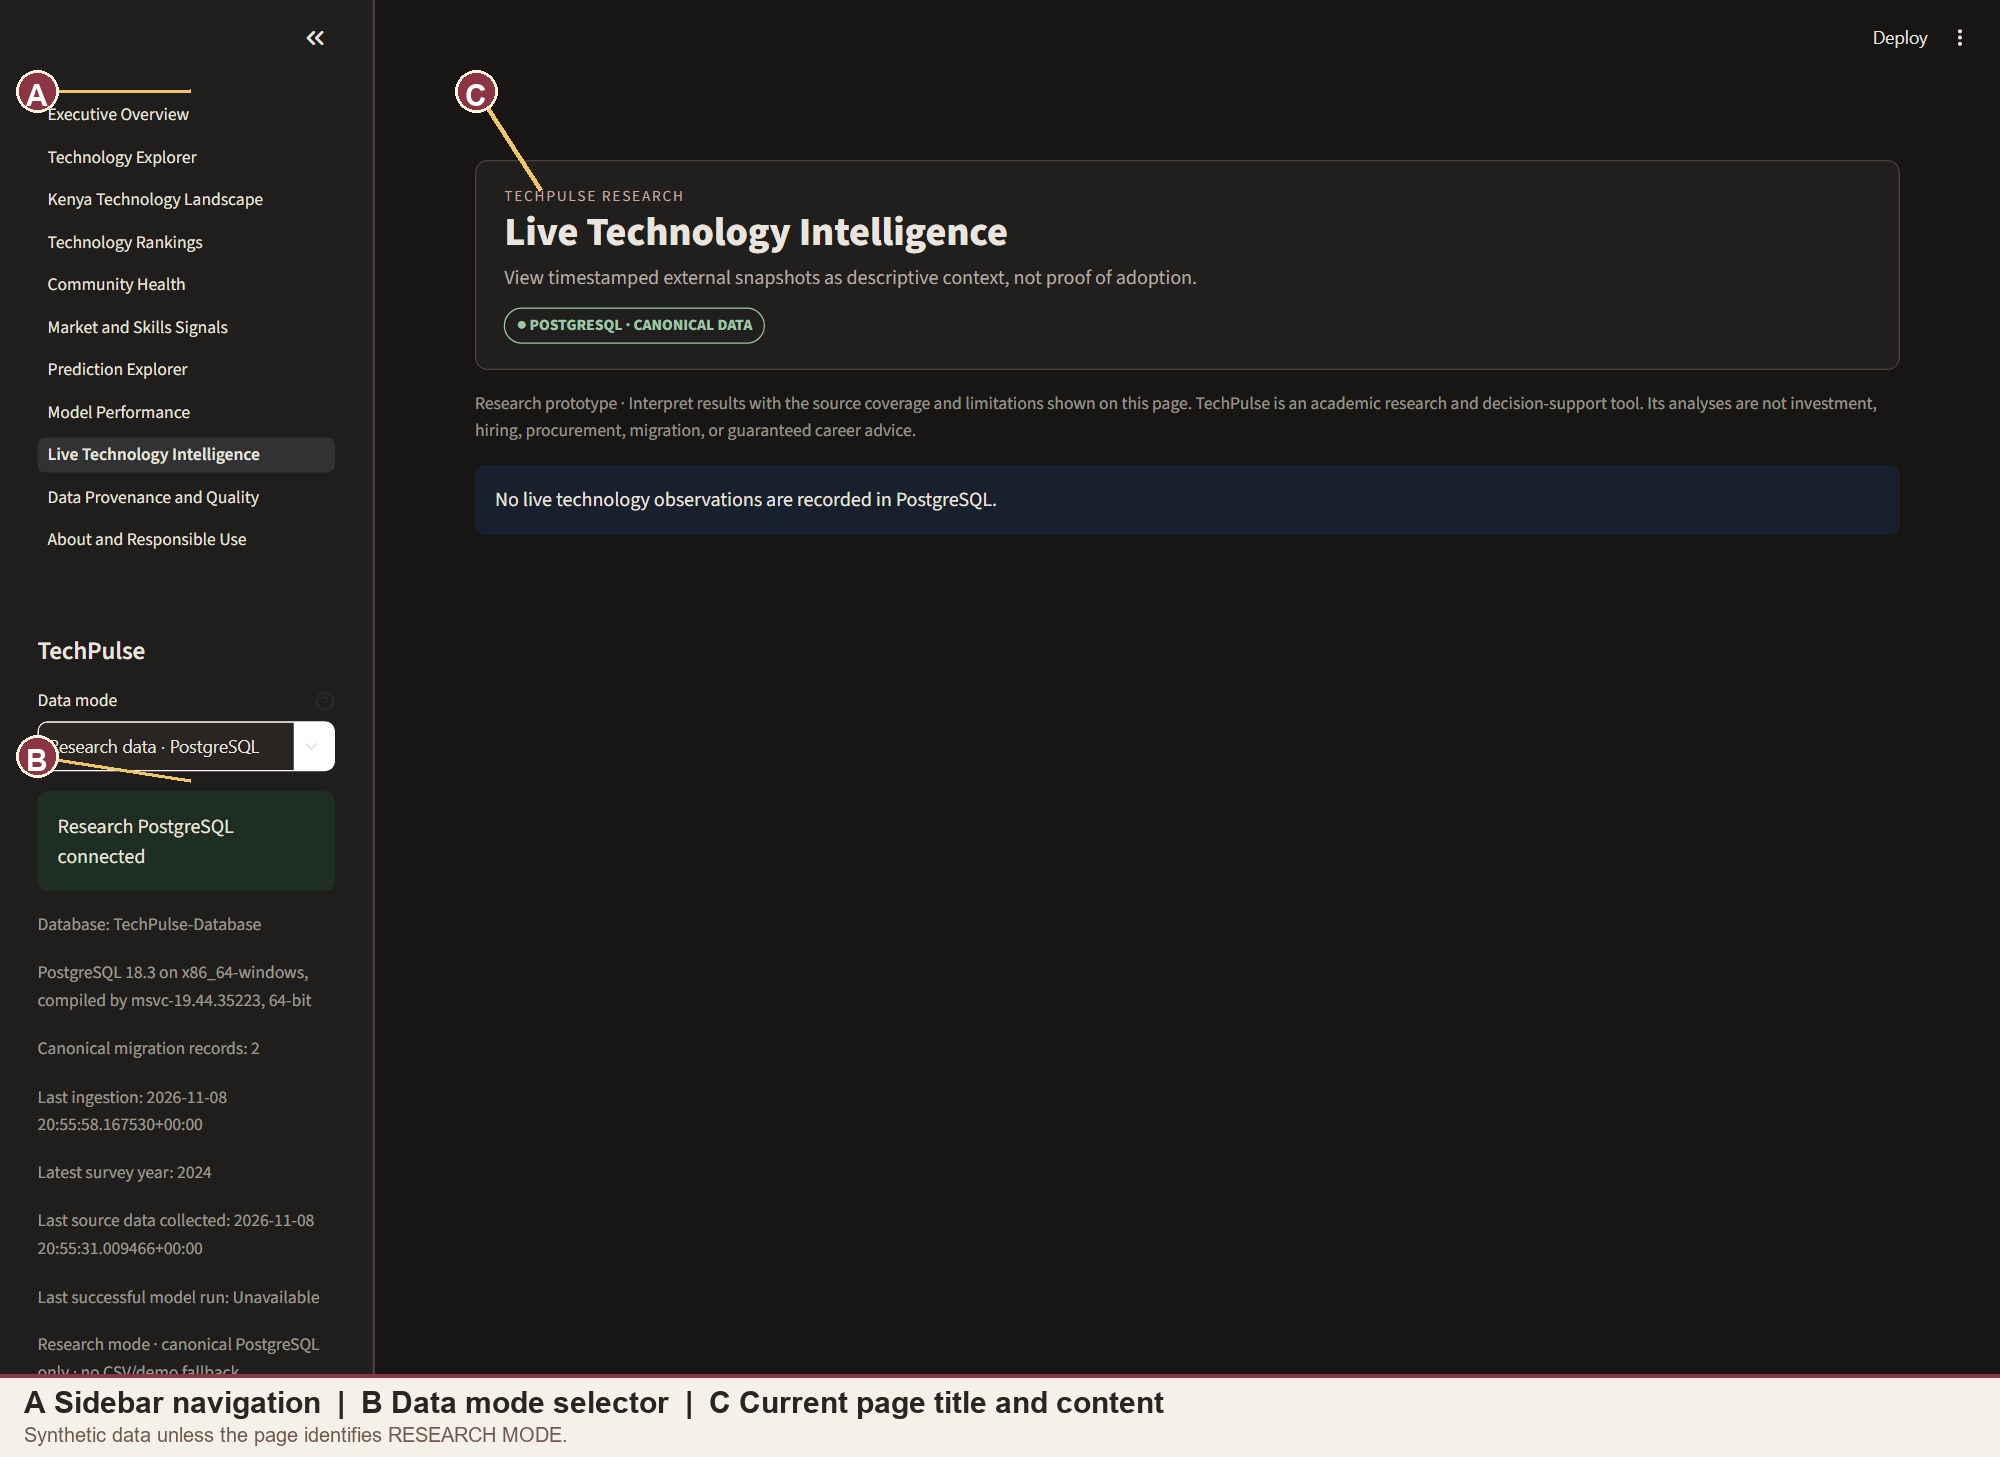 Deploy
A
Executive Overview
Technology Explorer
Kenya Technology Landscape
Technology Rankings
Community Health
Market and Skills Signals
Prediction Explorer
Model Performance
Live Technology Intelligence
Data Provenance and Quality
About and Responsible Use
TechPulse
Data mode
B
Research data · PostgreSQL
Research PostgreSQL
connected
Database: TechPulse-Database
PostgreSQL 18.3 on x86_64-windows,
compiled by msvc-19.44.35223, 64-bit
Canonical migration records: 2
Last ingestion: 2026-11-08
20:55:58.167530+00:00
Latest survey year: 2024
Last source data collected: 2026-11-08
20:55:31.009466+00:00
Last successful model run: Unavailable
Research mode · canonical PostgreSQL
only · no CSV/demo fallback
C
TECHPULSE RESEARCH
Live Technology Intelligence
View timestamped external snapshots as descriptive context, not proof of adoption.
POSTGRESQL · CANONICAL DATA
Research prototype · Interpret results with the source coverage and limitations shown on this page. TechPulse is an academic research and decision-support tool. Its analyses are not investment,
hiring, procurement, migration, or guaranteed career advice.
No live technology observations are recorded in PostgreSQL.
A Sidebar navigation | B Data mode selector | C Current page title and content
Synthetic data unless the page identifies RESEARCH MODE.